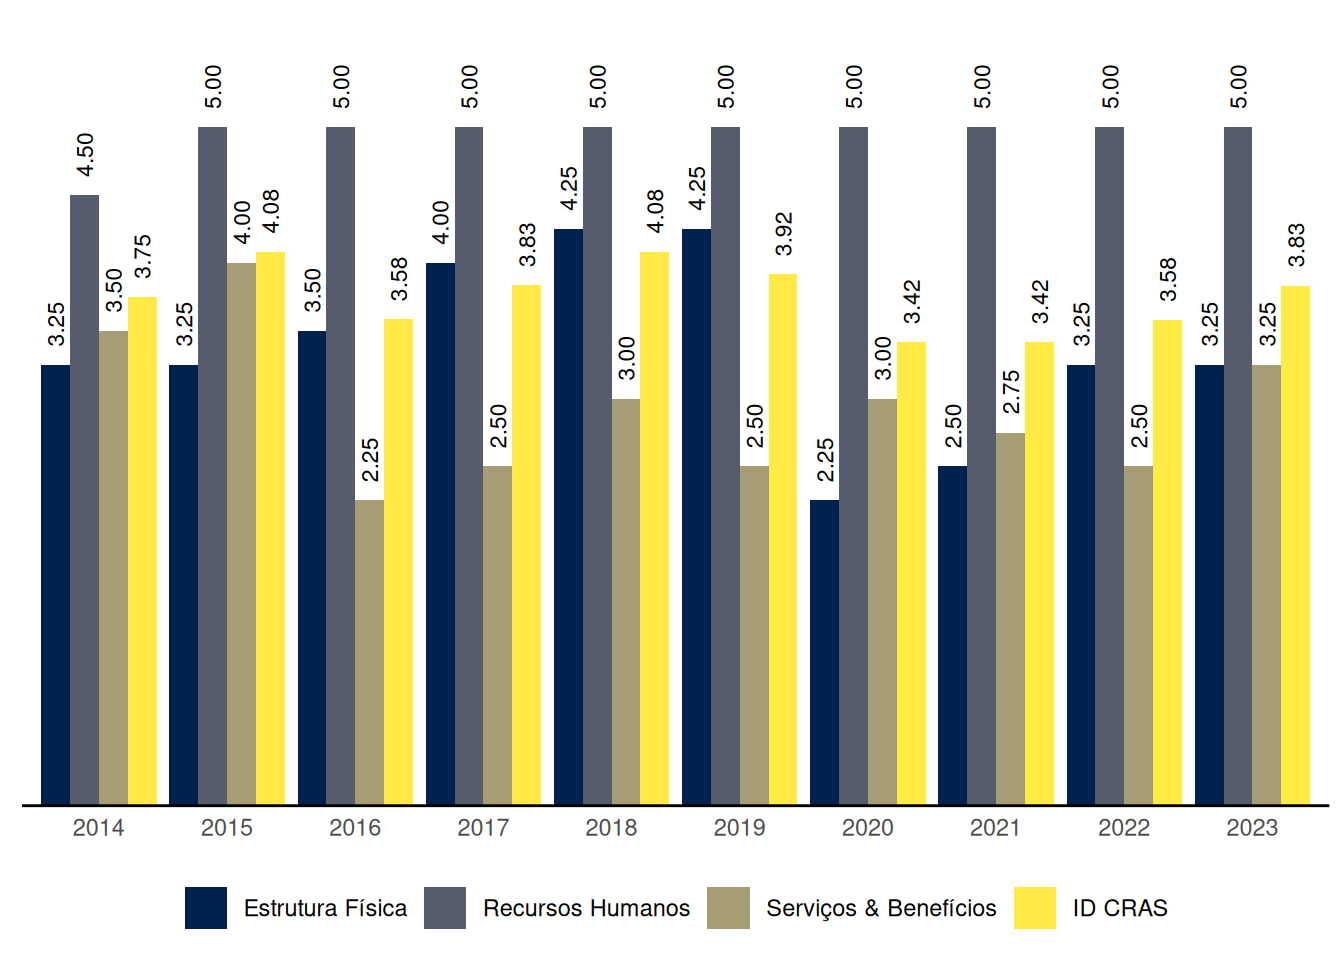 3.25 4.50 3.50 3.75
3.25 5.00 4.00 4.08
3.50 5.00 2.25 3.58
4.00 5.00 2.50 3.83
4.25 5.00 3.00 4.08
4.25 5.00 2.50 3.92
2.25 5.00 3.00 3.42
2.50 5.00 2.75 3.42
3.25 5.00 2.50 3.58
3.25 5.00 3.25 3.83
2014 2015 2016 2017 2018 2019 2020 2021 2022 2023
Estrutura Física Recursos Humanos Serviços & Benefícios ID CRAS